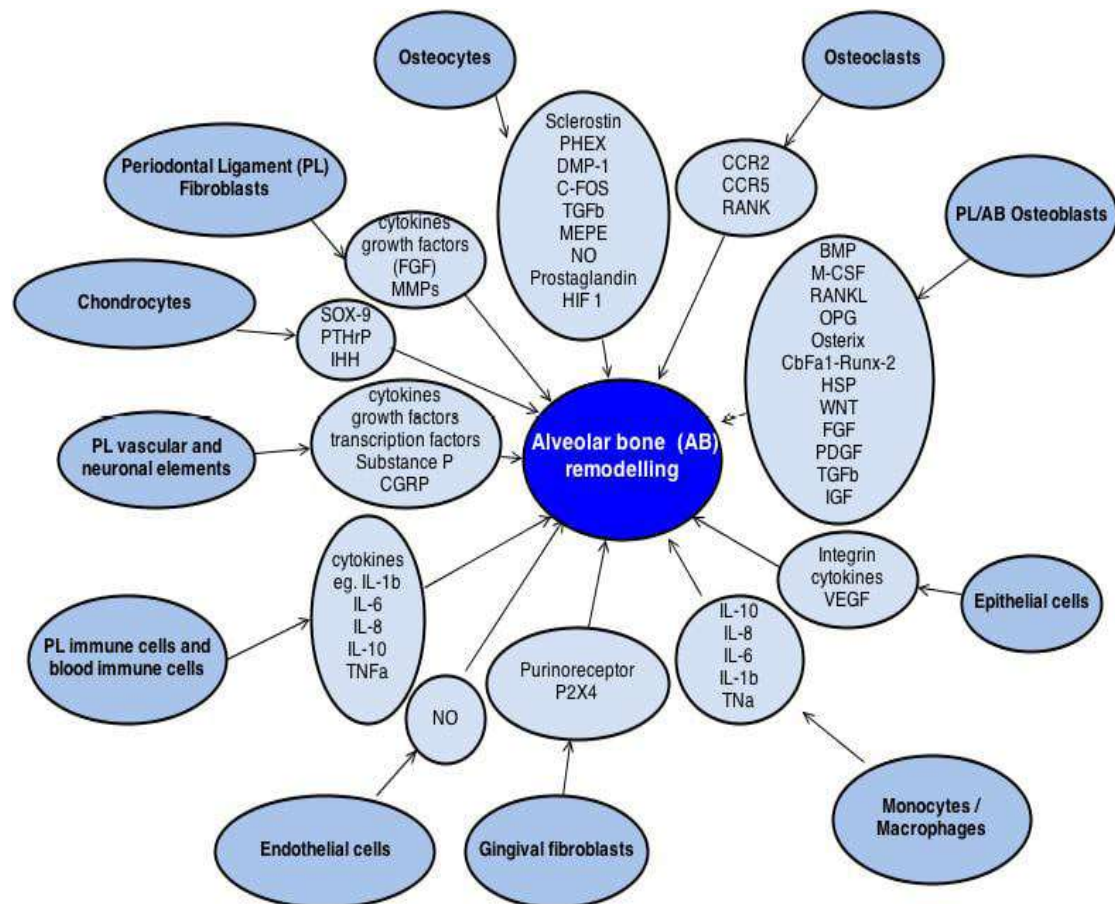 Osteocytes
Osteoclasts
Sclerostin
PHEX
DMP-1
C-FOS
TGFb
MEPE
NO
Prostaglandin
HIF 1
CCR2
CCR5
RANK
Periodontal Ligament (PL)
Fibroblasts
cytokines
growth factors
(FGF)
MMPs
PL/AB Osteoblasts
BMP
M-CSF
RANKL
OPG
Osterix
CbFa1-Runx-2
HSP
WNT
FGF
PDGF
TGFb
IGF
Chondrocytes
SOX-9
PTHrP
IHH
PL vascular and
neuronal elements
cytokines
growth factors
transcription factors
Substance P
CGRP
Alveolar bone (AB)
remodelling
PL immune cells and
blood immune cells
cytokines
eg. IL-1b
IL-6
IL-8
IL-10
TNFa
Integrin
cytokines
VEGF
Epithelial cells
IL-10
IL-8
IL-6
IL-1b
TNa
Purinoreceptor
P2X4
NO
Endothelial cells
Gingival fibroblasts
Monocytes /
Macrophages